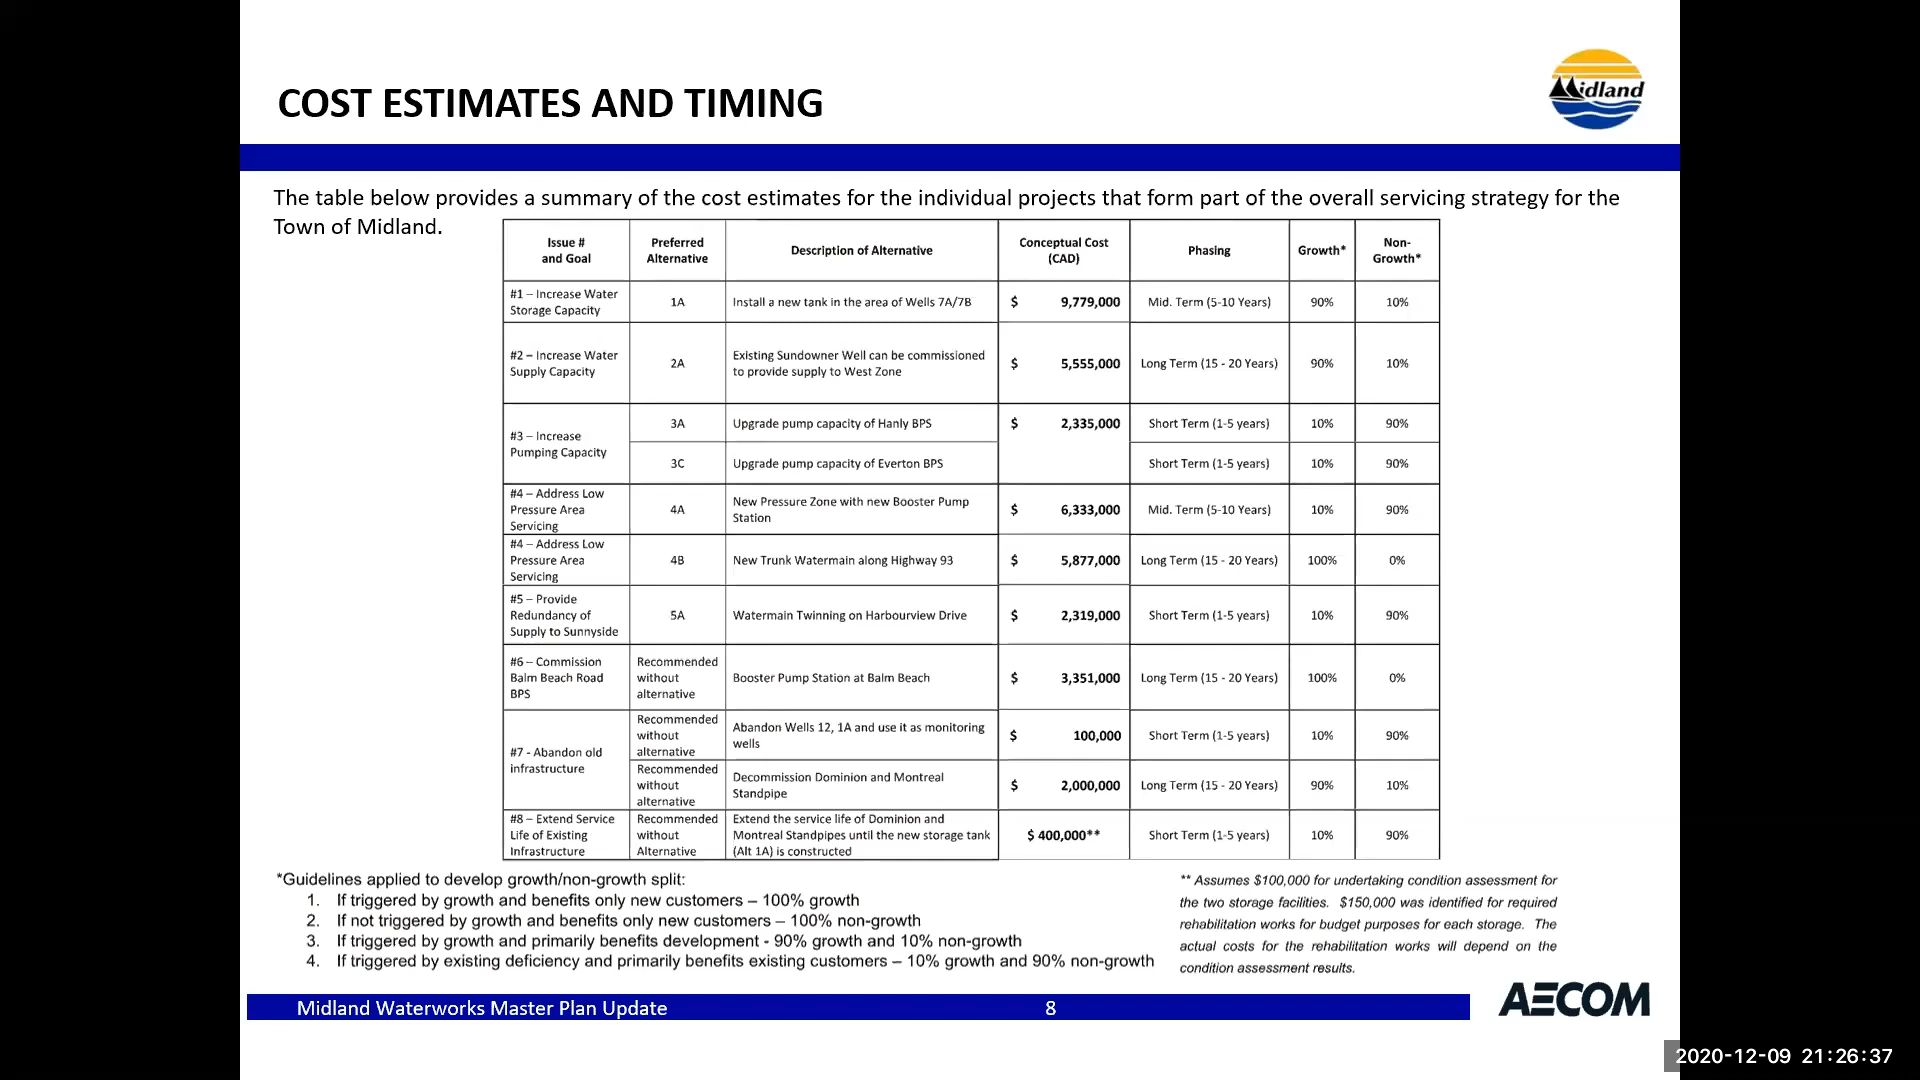 COST ESTIMATES AND TIMING
Midland
The table below provides a summary of the cost estimates for the individual projects that form part of the overall servicing strategy for the
Town of Midland.
Issue #
and Goal
Preferred
Alternative
Description of Alternative
Conceptual Cost
(CAD)
Phasing
Growth*
Non-
Growth*
#1 – Increase Water
Storage Capacity
1A
Install a new tank in the area of Wells 7A/7B
$ 9,779,000
Mid. Term (5-10 Years)
90%
10%
#2 – Increase Water
Supply Capacity
2A
Existing Sundowner Well can be commissioned
to provide supply to West Zone
$ 5,555,000
Long Term (15 - 20 Years)
90%
10%
#3 – Increase
Pumping Capacity
3A
Upgrade pump capacity of Hanly BPS
$ 2,335,000
Short Term (1-5 years)
10%
90%
3C
Upgrade pump capacity of Everton BPS
Short Term (1-5 years)
10%
90%
#4 – Address Low
Pressure Area
Servicing
4A
New Pressure Zone with new Booster Pump
Station
$ 6,333,000
Mid. Term (5-10 Years)
10%
90%
#4 – Address Low
Pressure Area
Servicing
4B
New Trunk Watermain along Highway 93
$ 5,877,000
Long Term (15 - 20 Years)
100%
0%
#5 – Provide
Redundancy of
Supply to Sunnyside
5A
Watermain Twinning on Harbourview Drive
$ 2,319,000
Short Term (1-5 years)
10%
90%
#6 – Commission
Balm Beach Road
BPS
Recommended
without
alternative
Booster Pump Station at Balm Beach
$ 3,351,000
Long Term (15 - 20 Years)
100%
0%
#7 - Abandon old
infrastructure
Recommended
without
alternative
Abandon Wells 12, 1A and use it as monitoring
wells
$ 100,000
Short Term (1-5 years)
10%
90%
Recommended
without
alternative
Decommission Dominion and Montreal
Standpipe
$ 2,000,000
Long Term (15 - 20 Years)
90%
10%
#8 – Extend Service
Life of Existing
Infrastructure
Recommended
without
Alternative
Extend the service life of Dominion and
Montreal Standpipes until the new storage tank
(Alt 1A) is constructed
$ 400,000**
Short Term (1-5 years)
10%
90%
*Guidelines applied to develop growth/non-growth split:
1. If triggered by growth and benefits only new customers – 100% growth
2. If not triggered by growth and benefits only new customers – 100% non-growth
3. If triggered by growth and primarily benefits development - 90% growth and 10% non-growth
4. If triggered by existing deficiency and primarily benefits existing customers – 10% growth and 90% non-growth
** Assumes $100,000 for undertaking condition assessment for
the two storage facilities. $150,000 was identified for required
rehabilitation works for budget purposes for each storage. The
actual costs for the rehabilitation works will depend on the
condition assessment results.
Midland Waterworks Master Plan Update
8
AECOM
2020-12-09 21:26:37